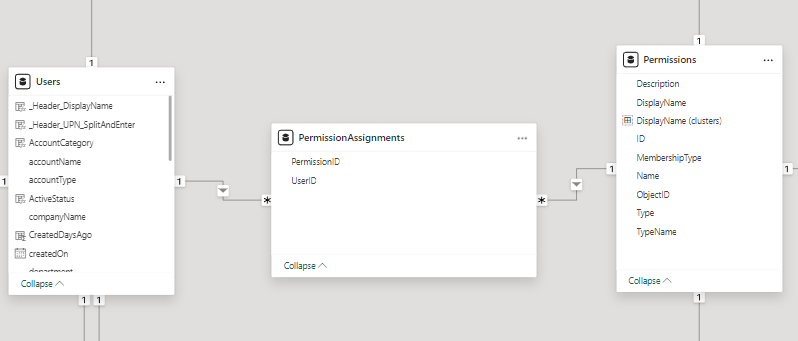 1
1
Users
...
_Header_DisplayName
_Header_UPN_SplitAndEnter
AccountCategory
accountName
accountType
ActiveStatus
companyName
CreatedDaysAgo
createdOn
department
Collapse
1
1
1
1
*
PermissionAssignments
...
PermissionID
UserID
Collapse
*
1
1
Permissions
...
Description
DisplayName
DisplayName (clusters)
ID
MembershipType
Name
ObjectID
Type
TypeName
Collapse
1
1